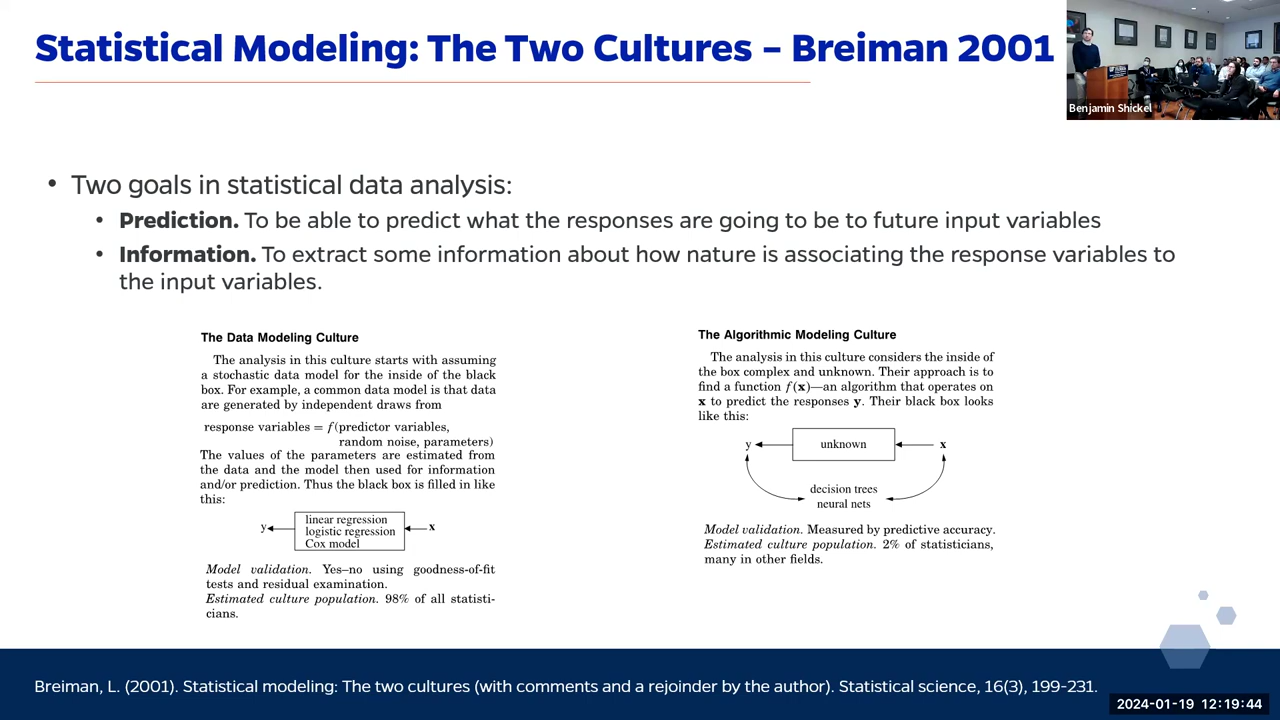 Statistical Modeling: The Two Cultures – Breiman 2001
Benjamin Shickel
• Two goals in statistical data analysis:
• Prediction. To be able to predict what the responses are going to be to future input variables
• Information. To extract some information about how nature is associating the response variables to
the input variables.
The Data Modeling Culture
The analysis in this culture starts with assuming
a stochastic data model for the inside of the black
box. For example, a common data model is that data
are generated by independent draws from
response variables = f(predictor variables,
random noise, parameters)
The values of the parameters are estimated from
the data and the model then used for information
and/or prediction. Thus the black box is filled in like
this:
y
linear regression
logistic regression
Cox model
x
Model validation. Yes–no using goodness-of-fit
tests and residual examination.
Estimated culture population. 98% of all statisti-
cians.
The Algorithmic Modeling Culture
The analysis in this culture considers the inside of
the box complex and unknown. Their approach is to
find a function f(x)—an algorithm that operates on
x to predict the responses y. Their black box looks
like this:
y
unknown
x
decision trees
neural nets
Model validation. Measured by predictive accuracy.
Estimated culture population. 2% of statisticians,
many in other fields.
Breiman, L. (2001). Statistical modeling: The two cultures (with comments and a rejoinder by the author). Statistical science, 16(3), 199-231.
2024-01-19 12:19:44